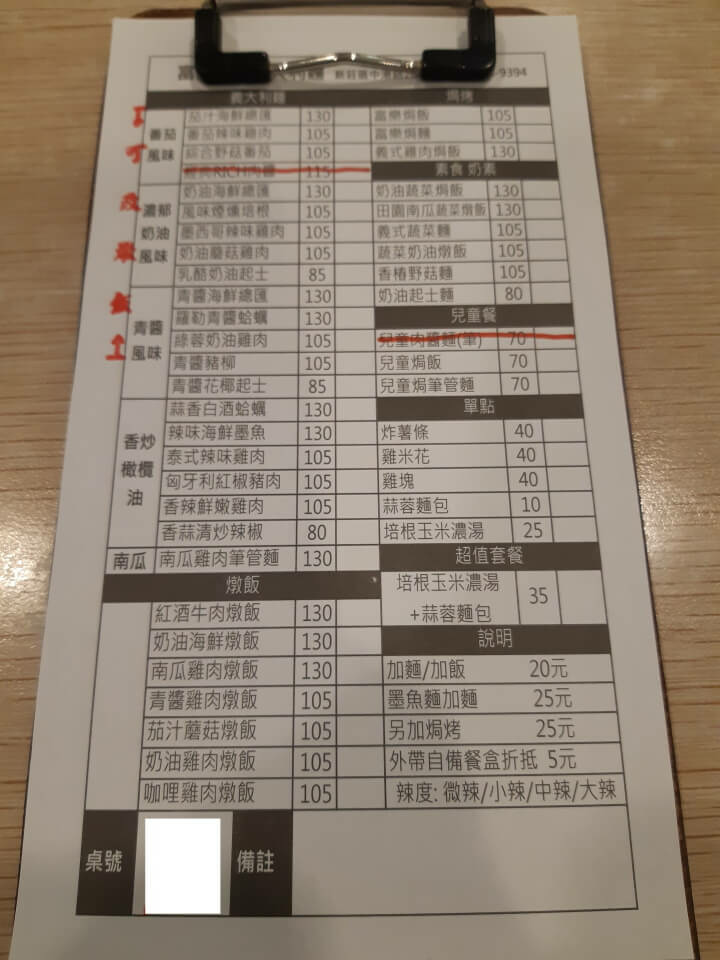 新莊區中港路
-9394
義大利麵
番茄
風味
茄汁海鮮總匯 130
番茄辣味雞肉 105
綜合野菇番茄 105
經典RICH肉醬 115
濃郁
奶油
風味
奶油海鮮總匯 130
風味煙燻培根 105
墨西哥辣味雞肉 105
奶油蘑菇雞肉 105
乳酪奶油起士 85
青醬
風味
青醬海鮮總匯 130
羅勒青醬蛤蠣 130
綠蓉奶油雞肉 105
青醬豬柳 105
青醬花椰起士 85
香炒
橄欖
油
蒜香白酒蛤蠣 130
辣味海鮮墨魚 130
泰式辣味雞肉 105
匈牙利紅椒豬肉 105
香辣鮮嫩雞肉 105
香蒜清炒辣椒 80
南瓜 南瓜雞肉筆管麵 130
燉飯
紅酒牛肉燉飯 130
奶油海鮮燉飯 130
南瓜雞肉燉飯 130
青醬雞肉燉飯 105
茄汁蘑菇燉飯 105
奶油雞肉燉飯 105
咖哩雞肉燉飯 105
焗烤
富樂焗飯 105
富樂焗麵 105
義式雞肉焗飯 130
素食 奶素
奶油蔬菜焗飯 130
田園南瓜蔬菜燉飯 130
義式蔬菜麵 105
蔬菜奶油燉飯 105
香椿野菇麵 105
奶油起士麵 80
兒童餐
兒童肉醬麵(筆) 70
兒童焗飯 70
兒童焗筆管麵 70
單點
炸薯條 40
雞米花 40
雞塊 40
蒜蓉麵包 10
培根玉米濃湯 25
超值套餐
培根玉米濃湯
+蒜蓉麵包 35
說明
加麵/加飯 20元
墨魚麵加麵 25元
另加焗烤 25元
外帶自備餐盒折抵 5元
辣度: 微辣/小辣/中辣/大辣
桌號
備註